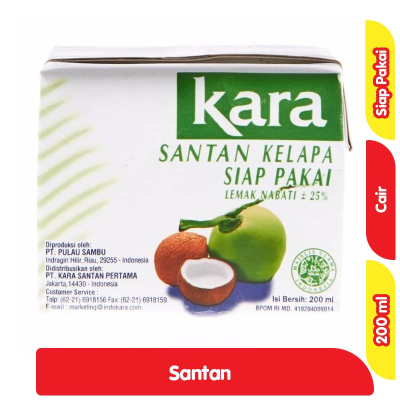 kara
SANTAN KELAPA
SIAP PAKAI
LEMAK NABATI ± 25%
Diproduksi oleh:
PT. PULAU SAMBU
Indragiri Hilir, Riau, 29255 - Indonesia
Didistribusikan oleh:
PT. KARA SANTAN PERTAMA
Jakarta, 14430 - Indonesia
Customer Service :
Telp: (62-21) 6918156 Fax: (62-21) 6918159
E-mail : marketing@indokara.com
Isi Bersih: 200 ml
BPOM RI MD. 418204009814
Siap Pakai
Cair
200 ml
Santan